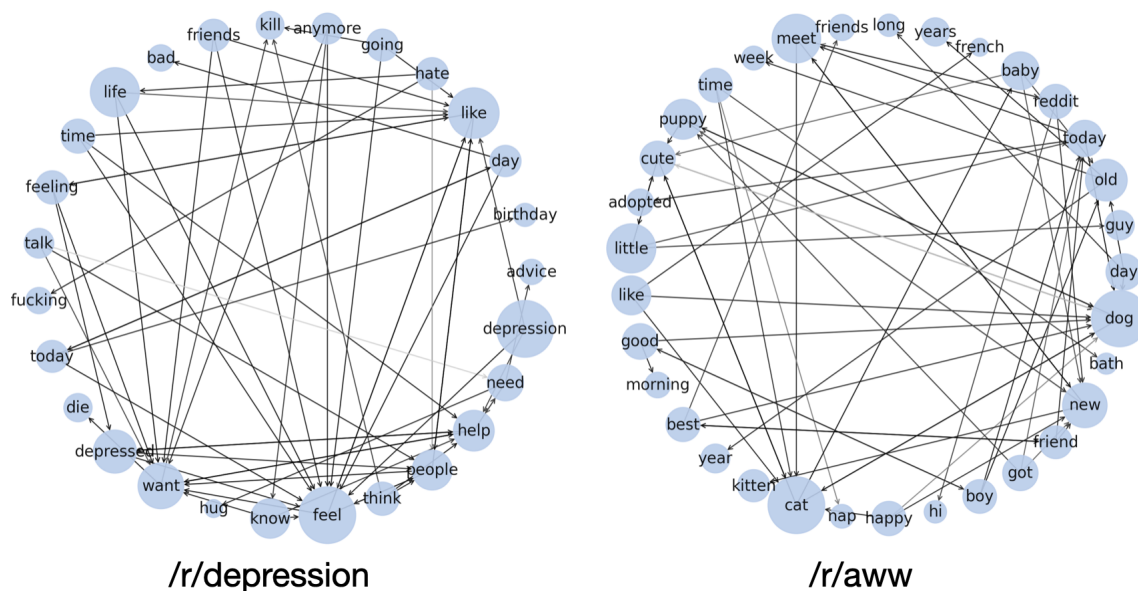 kill
anymore
friends
going
bad
hate
life
like
time
day
feeling
birthday
talk
advice
fucking
depression
today
need
die
help
depressed
people
want
think
hug
know
feel
/r/depression
friends
long
meet
years
french
week
baby
time
reddit
puppy
today
cute
old
adopted
guy
little
day
like
dog
good
bath
morning
new
best
friend
year
got
kitten
boy
cat
nap
happy
hi
/r/aww